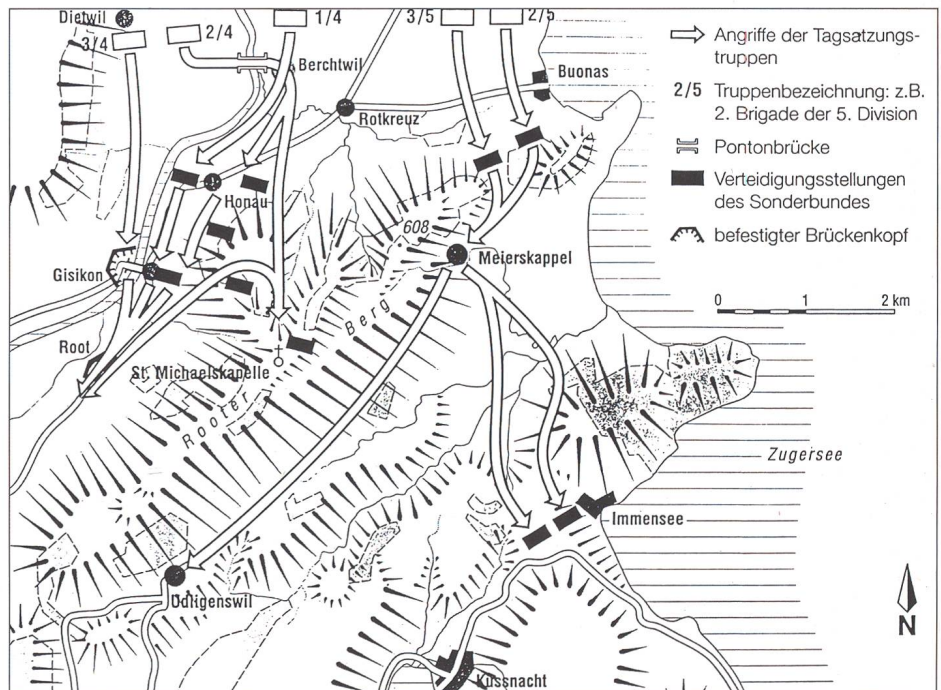 Dietwil
3/4
2/4
1/4
3/5
2/5
Berchtwil
Buonas
Rotkreuz
Honau
608
Meierskappel
Gisikon
Berg
Root
St. Michaelskapelle
Rooter
Zugersee
Immensee
Udligenswil
Küssnacht
Angriffe der Tagsatzungs-
truppen
2/5 Truppenbezeichnung: z.B.
2. Brigade der 5. Division
Pontonbrücke
Verteidigungsstellungen
des Sonderbundes
befestigter Brückenkopf
0 1 2 km
N